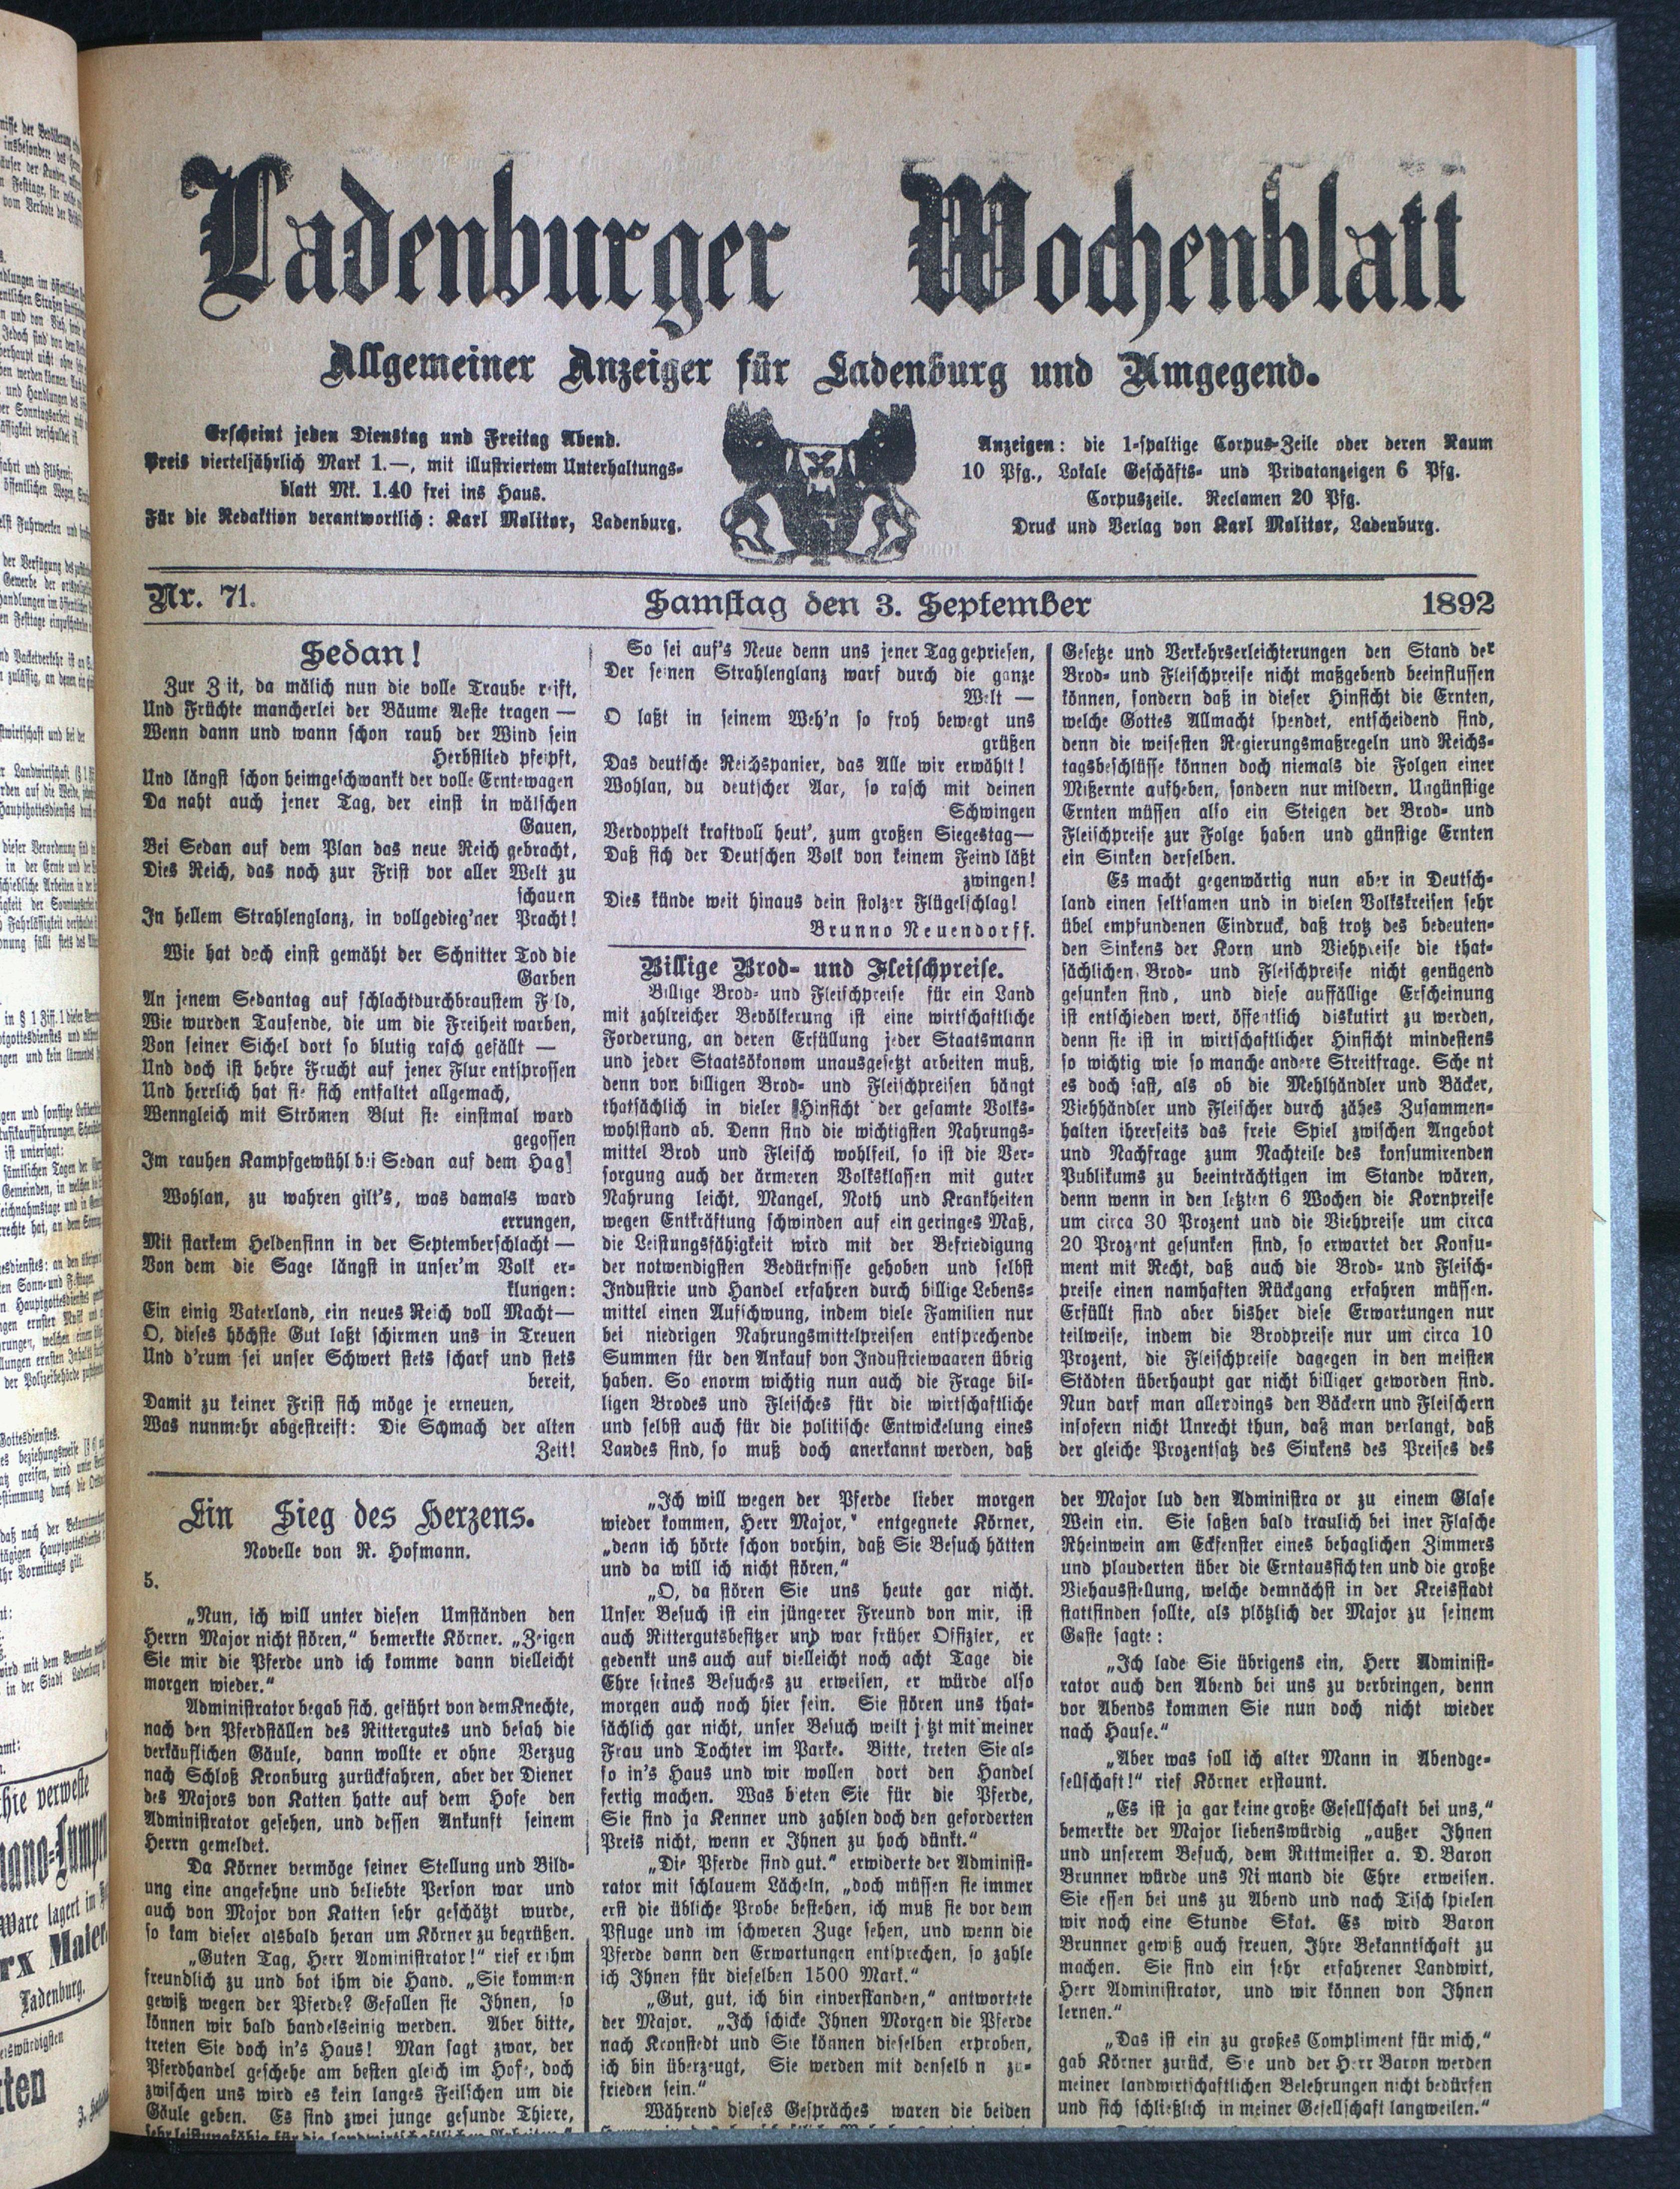 Ladenburger Wochenblatt
Allgemeiner Anzeiger für Ladenburg und Umgegend.
Erscheint jeden Dienstag und Freitag Abend.
Preis vierteljährlich Mark 1.—, mit illustriertem Unterhaltungs-
blatt Mk. 1.40 frei ins Haus.
Für die Redaktion verantwortlich: Karl Molitor, Ladenburg.
Anzeigen: die 1-spaltige Corpus-Zeile oder deren Raum
10 Pfg., Lokale Geschäfts- und Privatanzeigen 6 Pfg.
Corpuszeile. Reclamen 20 Pfg.
Druck und Verlag von Karl Molitor, Ladenburg.
Nr. 71. Samstag den 3. September 1892
Sedan!
Zur Z it, da mälich nun die volle Traube reift,
Und Früchte mancherlei der Bäume Aeste tragen —
Wenn dann und wann schon rauh der Wind sein
Herbstlied pfeipft,
Und längst schon heimgeschwankt der volle Erntewagen
Da naht auch jener Tag, der einst in wälschen
Gauen,
Bei Sedan auf dem Plan das neue Reich gebracht,
Dies Reich, das noch zur Frist vor aller Welt zu
schauen
In hellem Strahlenglanz, in vollgedieg'ner Pracht!
Wie hat doch einst gemäht der Schnitter Tod die
Garben
An jenem Sedantag auf schlachtdurchbraustem F ld,
Wie wurden Tausende, die um die Freiheit warben,
Von seiner Sichel dort so blutig rasch gefällt —
Und doch ist hehre Frucht auf jener Flur entsprossen
Und herrlich hat sie sich entfaltet allgemach,
Wenngleich mit Strömen Blut sie einstmal ward
gegossen
Im rauhen Kampfgewühl bei Sedan auf dem Hag!
Wohlan, zu wahren gilt's, was damals ward
errungen,
Mit starkem Heldensinn in der Septemberschlacht —
Von dem die Sage längst in unser'm Volk er-
klungen:
Ein einig Vaterland, ein neues Reich voll Macht—
O, dieses höchste Gut laßt schirmen uns in Treuen
Und d'rum sei unser Schwert stets scharf und stets
bereit,
Damit zu keiner Frist sich möge je erneuen,
Was nunmehr abgestreift: Die Schmach der alten
Zeit!
So sei auf's Neue denn uns jener Tag gepriesen,
Der seinen Strahlenglanz warf durch die ganze
Welt —
O laßt in seinem Weh'n so froh bewegt uns
grüßen
Das deutsche Reichspanier, das Alle wir erwählt!
Wohlan, du deutscher Aar, so rasch mit deinen
Schwingen
Verdoppelt kraftvoll heut', zum großen Siegestag—
Daß sich der Deutschen Volk von keinem Feind läßt
zwingen!
Dies künde weit hinaus dein stolzer Flügelschlag!
Brunno Neuendorff.
Billige Brod- und Fleischpreise.
Billige Brod- und Fleischpreise für ein Land
mit zahlreicher Bevölkerung ist eine wirtschaftliche
Forderung, an deren Erfüllung jeder Staatsmann
und jeder Staatsökonom unausgesetzt arbeiten muß,
denn von billigen Brod- und Fleischpreisen hängt
thatsächlich in vieler Hinsicht der gesamte Volks-
wohlstand ab. Denn sind die wichtigsten Nahrungs-
mittel Brod und Fleisch wohlfeil, so ist die Ver-
sorgung auch der ärmeren Volksklassen mit guter
Nahrung leicht, Mangel, Noth und Krankheiten
wegen Entkräftung schwinden auf ein geringes Maß,
die Leistungsfähigkeit wird mit der Befriedigung
der notwendigsten Bedürfnisse gehoben und selbst
Industrie und Handel erfahren durch billige Lebens-
mittel einen Aufschwung, indem viele Familien nur
bei niedrigen Nahrungsmittelpreisen entsprechende
Summen für den Ankauf von Industriewaaren übrig
haben. So enorm wichtig nun auch die Frage bil-
ligen Brodes und Fleisches für die wirtschaftliche
und selbst auch für die politische Entwickelung eines
Landes sind, so muß doch anerkannt werden, daß
Gesetze und Verkehrserleichterungen den Stand der
Brod- und Fleischpreise nicht maßgebend beeinflussen
können, sondern daß in dieser Hinsicht die Ernten,
welche Gottes Allmacht spendet, entscheidend sind,
denn die weisesten Regierungsmaßregeln und Reichs-
tagsbeschlüsse können doch niemals die Folgen einer
Mißernte aufheben, sondern nur mildern. Ungünstige
Ernten müssen also ein Steigen der Brod- und
Fleischpreise zur Folge haben und günstige Ernten
ein Sinken derselben.
Es macht gegenwärtig nun aber in Deutsch-
land einen seltsamen und in vielen Volkskreisen sehr
übel empfundenen Eindruck, daß trotz des bedeuten-
den Sinkens der Korn und Viehpreise die that-
sächlichen Brod- und Fleischpreise nicht genügend
gesunken sind, und diese auffällige Erscheinung
ist entschieden wert, öffentlich diskutirt zu werden,
denn sie ist in wirtschaftlicher Hinsicht mindestens
so wichtig wie so manche andere Streitfrage. Sche nt
es doch fast, als ob die Mehlhändler und Bäcker,
Viehhändler und Fleischer durch zähes Zusammen-
halten ihrerseits das freie Spiel zwischen Angebot
und Nachfrage zum Nachteile des konsumirenden
Publikums zu beeinträchtigen im Stande wären,
denn wenn in den letzten 6 Wochen die Kornpreise
um circa 30 Prozent und die Viehpreise um circa
20 Prozent gesunken sind, so erwartet der Konsu-
ment mit Recht, daß auch die Brod- und Fleisch-
preise einen namhaften Rückgang erfahren müssen.
Erfüllt sind aber bisher diese Erwartungen nur
teilweise, indem die Brodpreise nur um circa 10
Prozent, die Fleischpreise dagegen in den meisten
Städten überhaupt gar nicht billiger geworden sind.
Nun darf man allerdings den Bäckern und Fleischern
insofern nicht Unrecht thun, daß man verlangt, daß
der gleiche Prozentsatz des Sinkens des Preises des
Ein Sieg des Herzens.
Novelle von R. Hofmann.
5.
„Nun, ich will unter diesen Umständen den
Herrn Major nicht stören,“ bemerkte Körner. „Zeigen
Sie mir die Pferde und ich komme dann vielleicht
morgen wieder.“
Administrator begab sich, geführt von dem Knechte,
nach den Pferdställen des Rittergutes und besah die
verkäuflichen Gäule, dann wollte er ohne Verzug
nach Schloß Kronburg zurückfahren, aber der Diener
des Majors von Katten hatte auf dem Hofe den
Administrator gesehen, und dessen Ankunft seinem
Herrn gemeldet.
Da Körner vermöge seiner Stellung und Bild-
ung eine angesehne und beliebte Person war und
auch von Major von Katten sehr geschätzt wurde,
so kam dieser alsbald heran um Körner zu begrüßen.
„Guten Tag, Herr Administrator!“ rief er ihm
freundlich zu und bot ihm die Hand. „Sie kommen
gewiß wegen der Pferde? Gefallen sie Ihnen, so
können wir bald handelseinig werden. Aber bitte,
treten Sie doch in's Haus! Man sagt zwar, der
Pferdhandel geschehe am besten gleich im Hofe, doch
zwischen uns wird es kein langes Feilschen um die
Gäule geben. Es sind zwei junge gesunde Thiere,
sehr leistungsfähig für die landwirtschaftlichen Arbeiten.“
„Ich will wegen der Pferde lieber morgen
wieder kommen, Herr Major,“ entgegnete Körner,
„denn ich hörte schon vorhin, daß Sie Besuch hätten
und da will ich nicht stören,“
„O, da stören Sie uns heute gar nicht.
Unser Besuch ist ein jüngerer Freund von mir, ist
auch Rittergutsbesitzer und war früher Offizier, er
gedenkt uns auch auf vielleicht noch acht Tage die
Ehre seines Besuches zu erweisen, er würde also
morgen auch noch hier sein. Sie stören uns that-
sächlich gar nicht, unser Besuch weilt j tzt mit meiner
Frau und Tochter im Parke. Bitte, treten Sie al-
so in's Haus und wir wollen dort den Handel
fertig machen. Was bieten Sie für die Pferde,
Sie sind ja Kenner und zahlen doch den geforderten
Preis nicht, wenn er Ihnen zu hoch dünkt.“
„Die Pferde sind gut.“ erwiderte der Administ-
rator mit schlauem Lächeln, „doch müssen sie immer
erst die übliche Probe bestehen, ich muß sie vor dem
Pfluge und im schweren Zuge sehen, und wenn die
Pferde dann den Erwartungen entsprechen, so zahle
ich Ihnen für dieselben 1500 Mark.“
„Gut, gut, ich bin einverstanden,“ antwortete
der Major. „Ich schicke Ihnen Morgen die Pferde
nach Kronstedt und Sie können dieselben erproben,
ich bin überzeugt, Sie werden mit denselb n zu-
frieden sein.“
Während dieses Gespräches waren die beiden
der Major lud den Administra or zu einem Glase
Wein ein. Sie saßen bald traulich bei iner Flasche
Rheinwein am Eckfenster eines behaglichen Zimmers
und plauderten über die Erntaussichten und die große
Viehausstellung, welche demnächst in der Kreisstadt
stattfinden sollte, als plötzlich der Major zu seinem
Gaste sagte:
„Ich lade Sie übrigens ein, Herr Administ-
rator auch den Abend bei uns zu verbringen, denn
vor Abends kommen Sie nun doch nicht wieder
nach Hause.“
„Aber was soll ich alter Mann in Abendge-
sellschaft!“ rief Körner erstaunt.
„Es ist ja gar keine große Gesellschaft bei uns,“
bemerkte der Major liebenswürdig „außer Ihnen
und unserem Besuch, dem Rittmeister a. D. Baron
Brunner würde uns Ni mand die Ehre erweisen.
Sie essen bei uns zu Abend und nach Tisch spielen
wir noch eine Stunde Skat. Es wird Baron
Brunner gewiß auch freuen, Ihre Bekanntschaft zu
machen. Sie sind ein sehr erfahrener Landwirt,
Herr Administrator, und wir können von Ihnen
lernen.“
„Das ist ein zu großes Compliment für mich,“
gab Körner zurück, Sie und der Herr Baron werden
meiner landwirtschaftlichen Belehrungen nicht bedürfen
und sich schließlich in meiner Gesellschaft langweilen.“